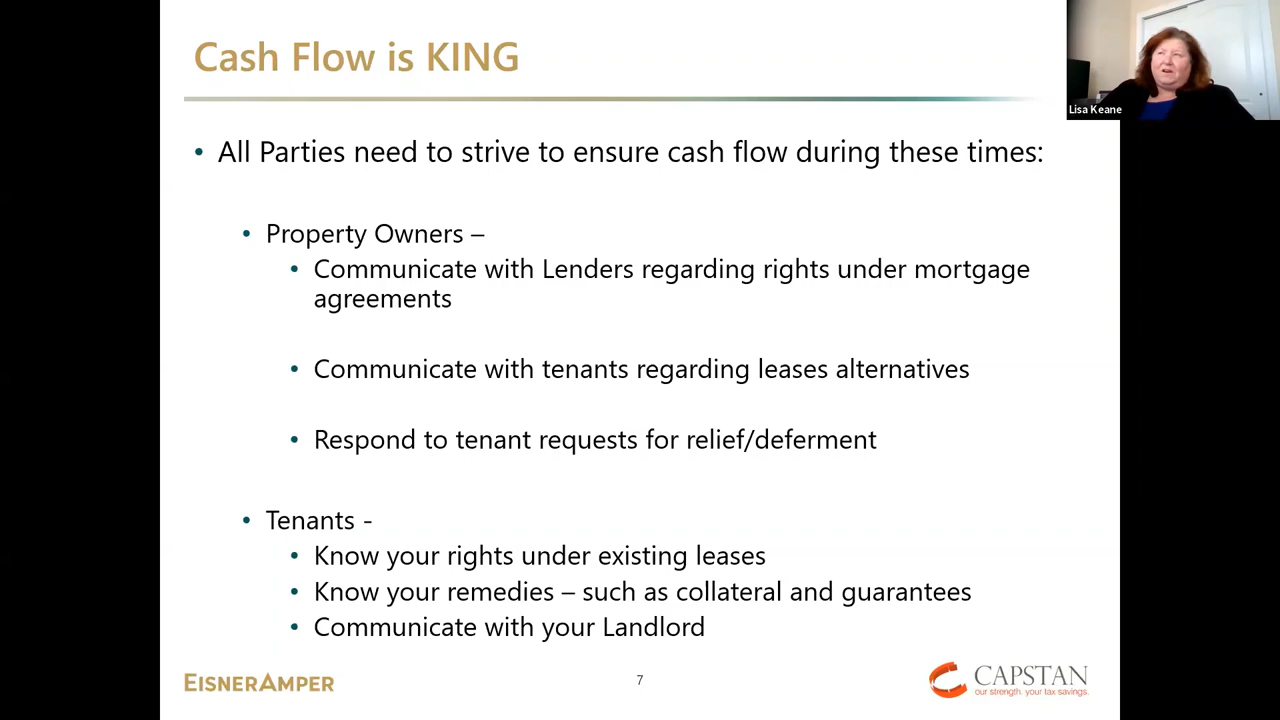 Cash Flow is KING
Lisa Keane
• All Parties need to strive to ensure cash flow during these times:
• Property Owners –
• Communicate with Lenders regarding rights under mortgage
agreements
• Communicate with tenants regarding leases alternatives
• Respond to tenant requests for relief/deferment
• Tenants -
• Know your rights under existing leases
• Know your remedies – such as collateral and guarantees
• Communicate with your Landlord
EISNERAMPER
7
CAPSTAN
our strength. your tax savings.